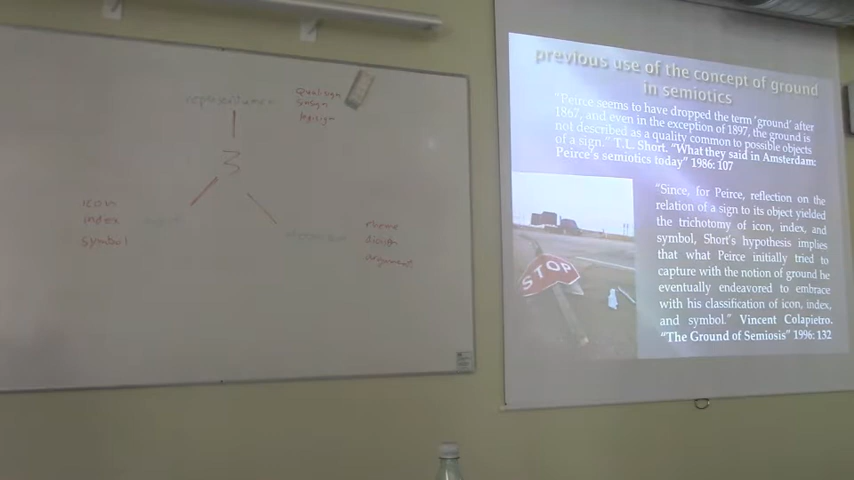 representamen
Qualisign
Sinsign
legisign
3
icon
index
symbol
object
rheme
dicisign
argument
previous use of the concept of ground
in semiotics
"Peirce seems to have dropped the term 'ground' after
1867, and even in the exception of 1897, the ground is
not described as a quality common to possible objects
of a sign." T.L. Short. "What they said in Amsterdam:
Peirce's semiotics today" 1986: 107
STOP
"Since, for Peirce, reflection on the
relation of a sign to its object yielded
the trichotomy of icon, index, and
symbol, Short's hypothesis implies
that what Peirce initially tried to
capture with the notion of ground he
eventually endeavored to embrace
with his classification of icon, index,
and symbol." Vincent Colapietro.
"The Ground of Semiosis" 1996: 132